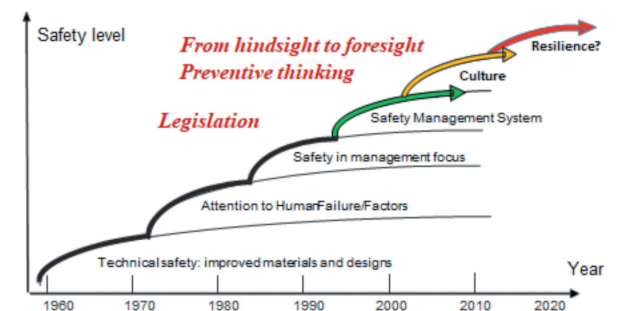 Safety level
From hindsight to foresight
Preventive thinking
Resilience?
Culture
Legislation
Safety Management System
Safety in management focus
Attention to HumanFailure/Factors
Technical safety: improved materials and designs
Year
1960 1970 1980 1990 2000 2010 2020